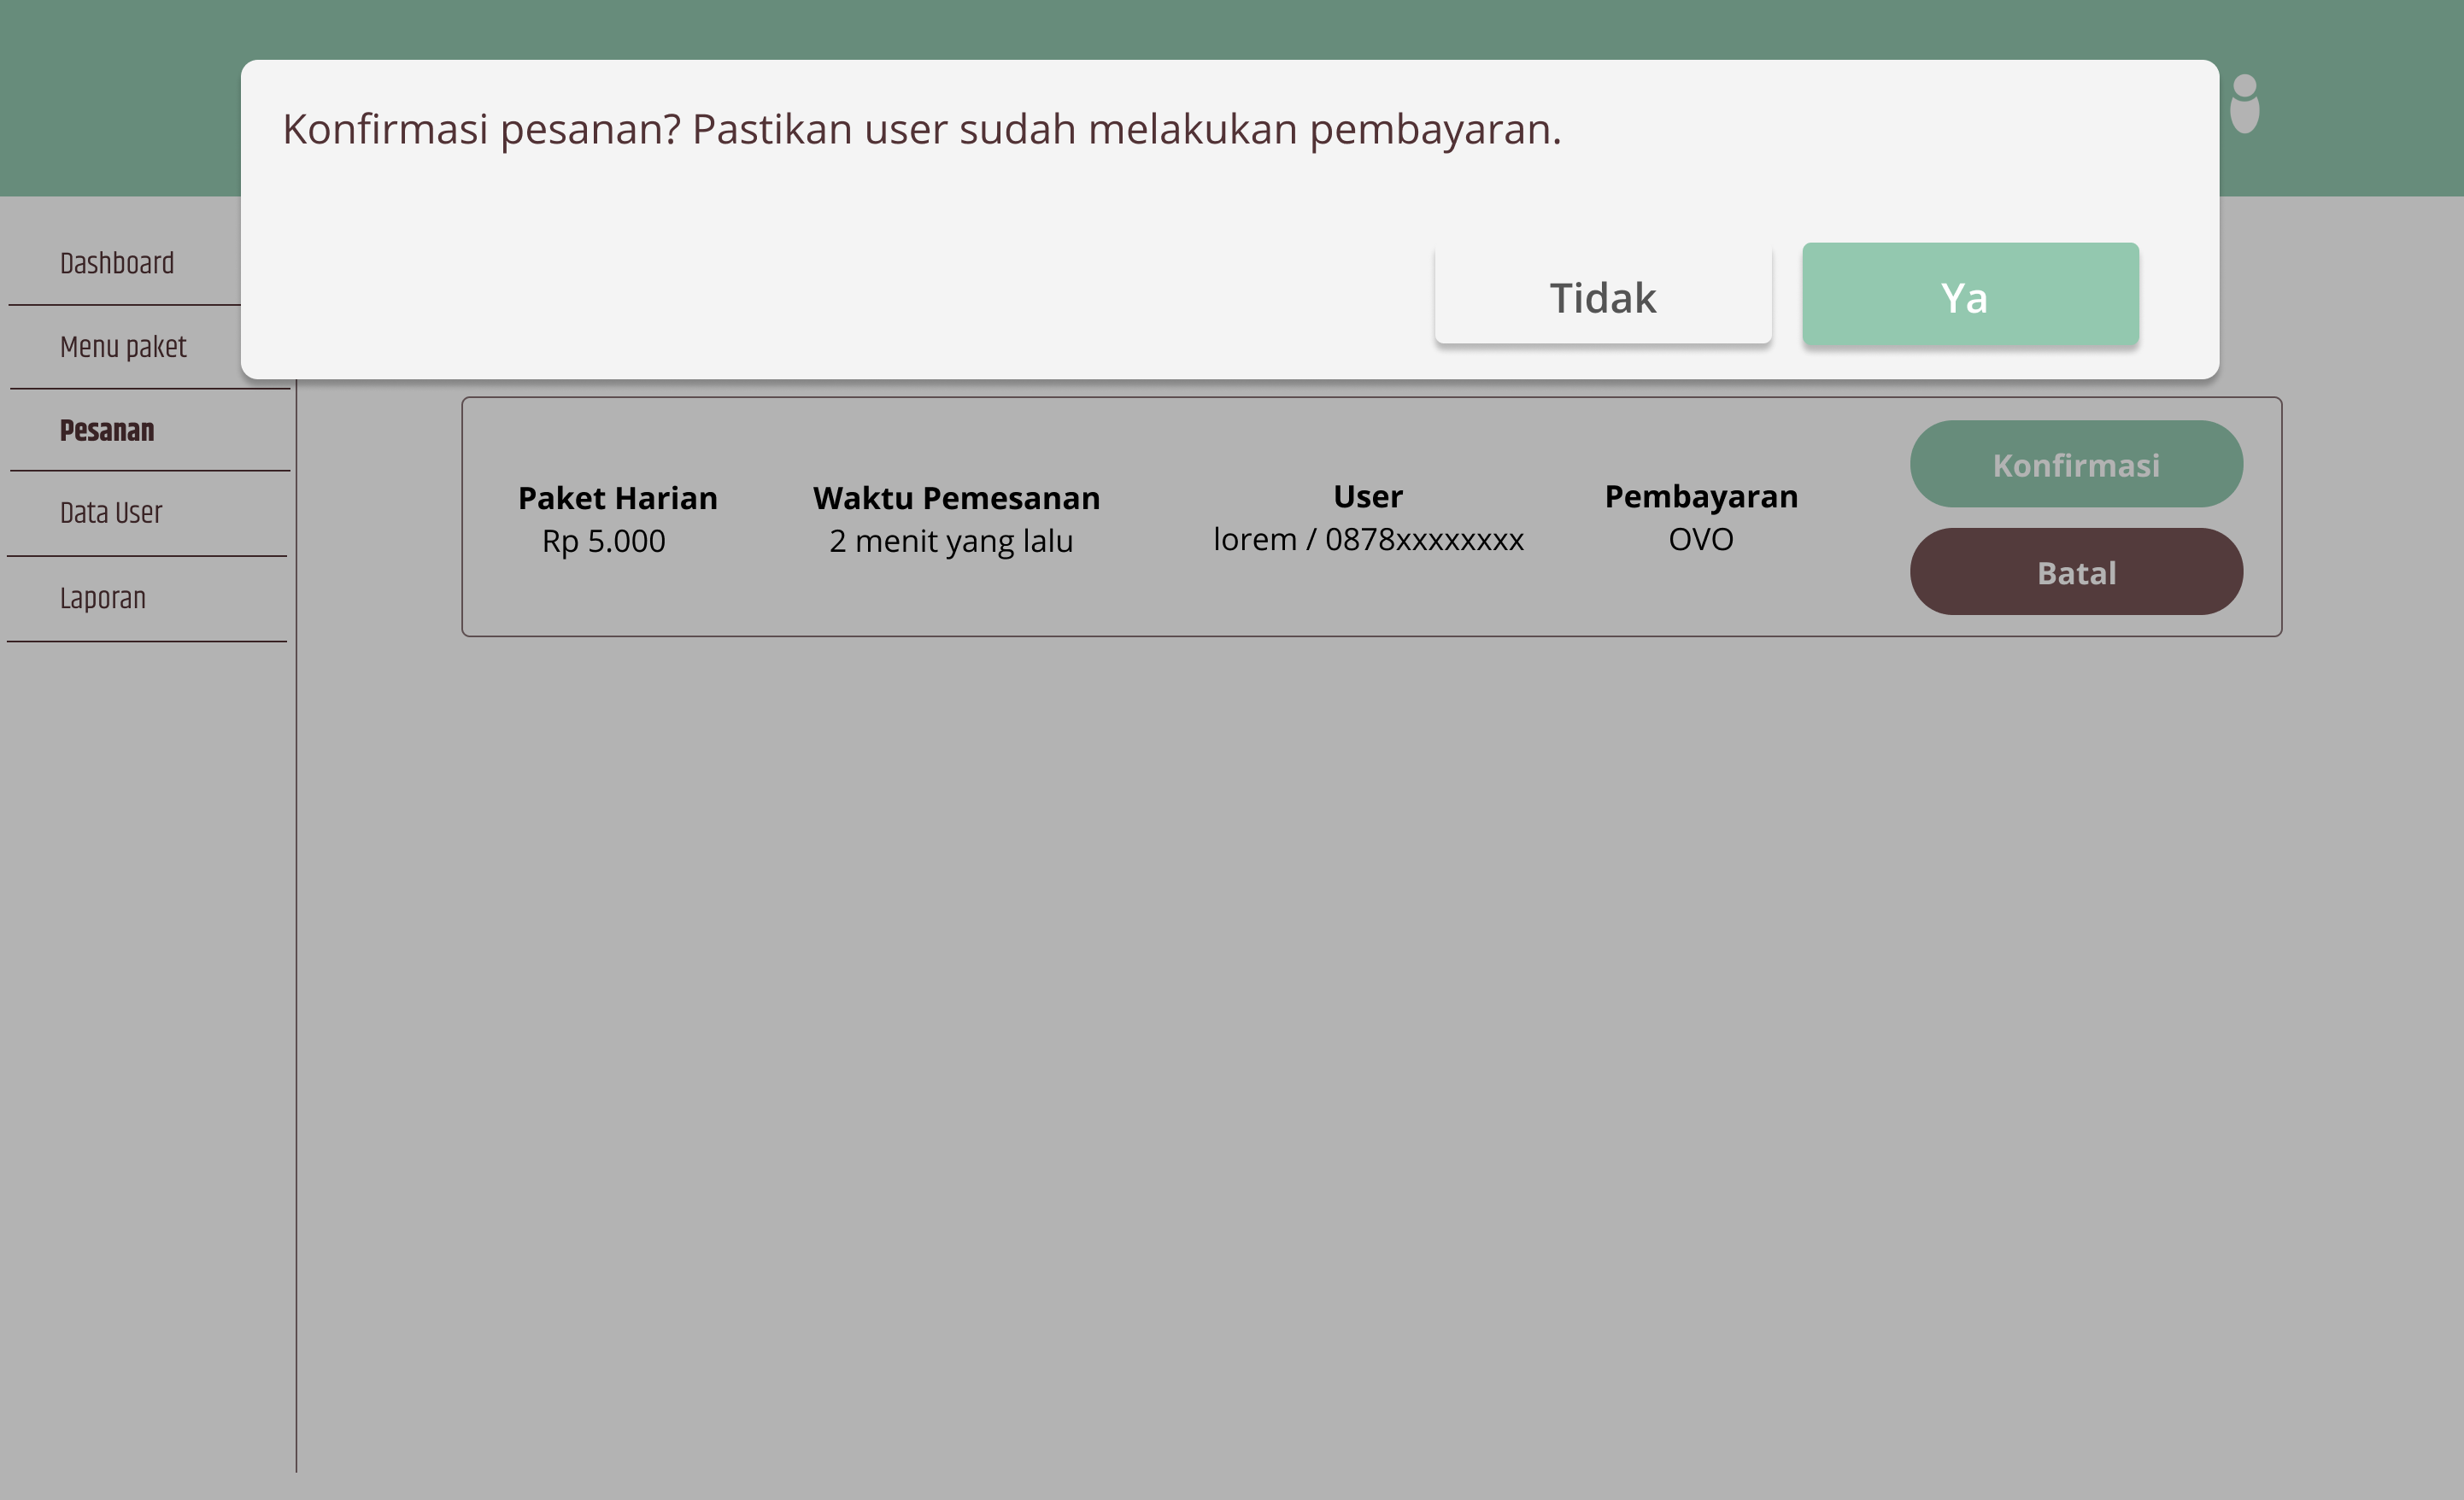 Konfirmasi pesanan? Pastikan user sudah melakukan pembayaran.
Tidak
Ya
Dashboard
Menu paket
Pesanan
Data User
Laporan
Paket Harian
Rp 5.000
Waktu Pemesanan
2 menit yang lalu
User
lorem / 0878xxxxxxxxx
Pembayaran
OVO
Konfirmasi
Batal